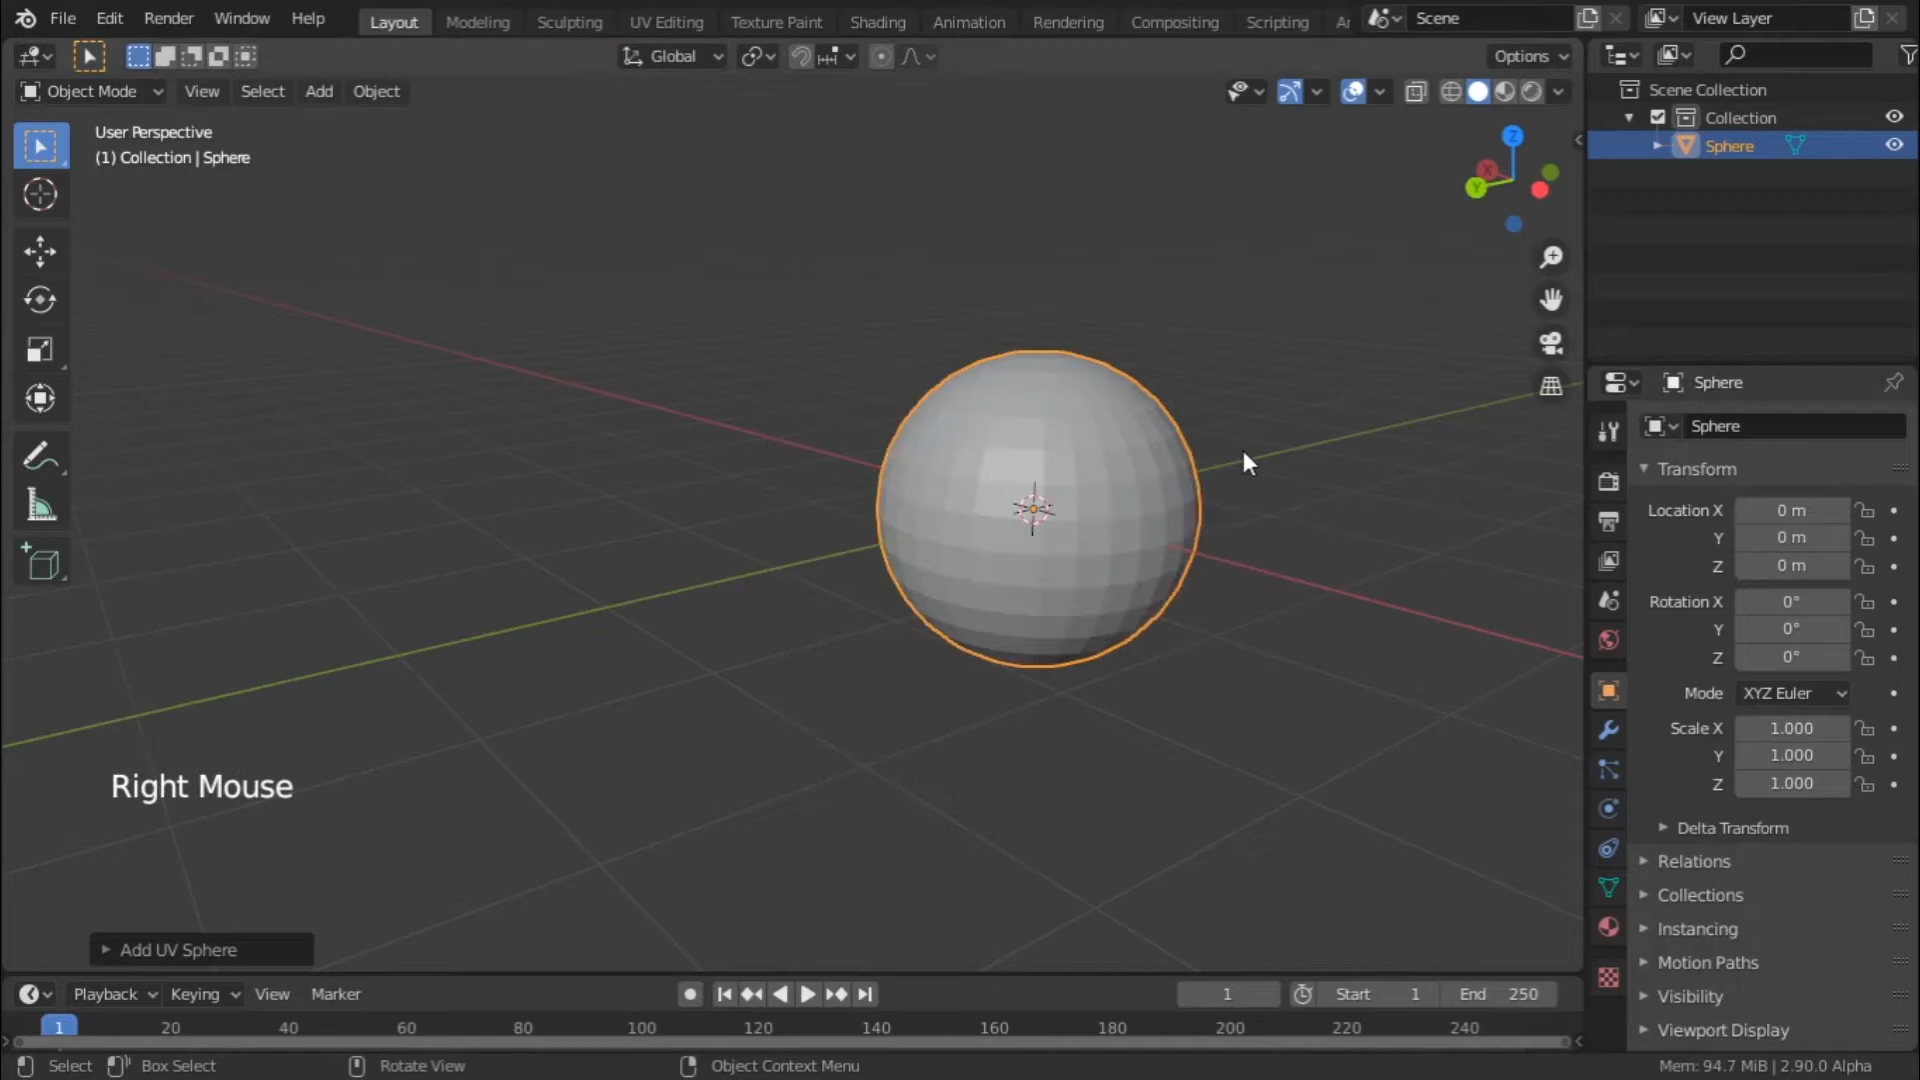 File Edit Render Window Help Layout Modeling Sculpting UV Editing Texture Paint Shading Animation Rendering Compositing Scripting Scene View Layer
Global Options
Object Mode View Select Add Object
User Perspective
(1) Collection | Sphere
Z
X
Y
Scene Collection
Collection
Sphere
Sphere
Sphere
Transform
Location X 0 m
Y 0 m
Z 0 m
Rotation X 0°
Y 0°
Z 0°
Mode XYZ Euler
Scale X 1.000
Y 1.000
Z 1.000
Delta Transform
Relations
Collections
Instancing
Motion Paths
Visibility
Viewport Display
Right Mouse
Add UV Sphere
Playback Keying View Marker 1 Start 1 End 250
1 20 40 60 80 100 120 140 160 180 200 220 240
Select Box Select Rotate View Object Context Menu Mem: 94.7 MiB | 2.90.0 Alpha